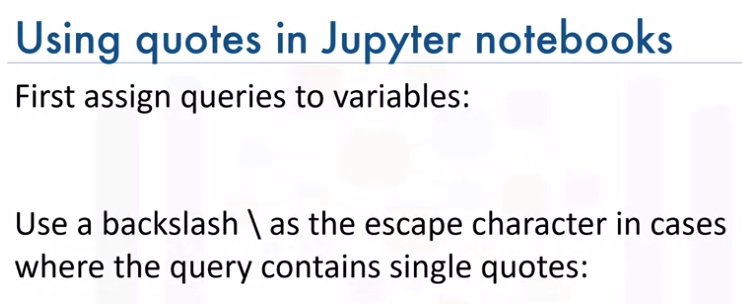 Using quotes in Jupyter notebooks
First assign queries to variables:
Use a backslash \ as the escape character in cases
where the query contains single quotes: